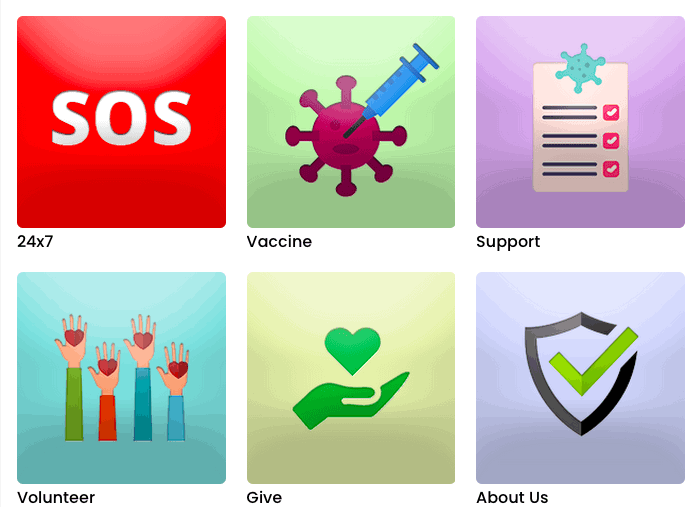 SOS
24x7
Vaccine
Support
Volunteer
Give
About Us